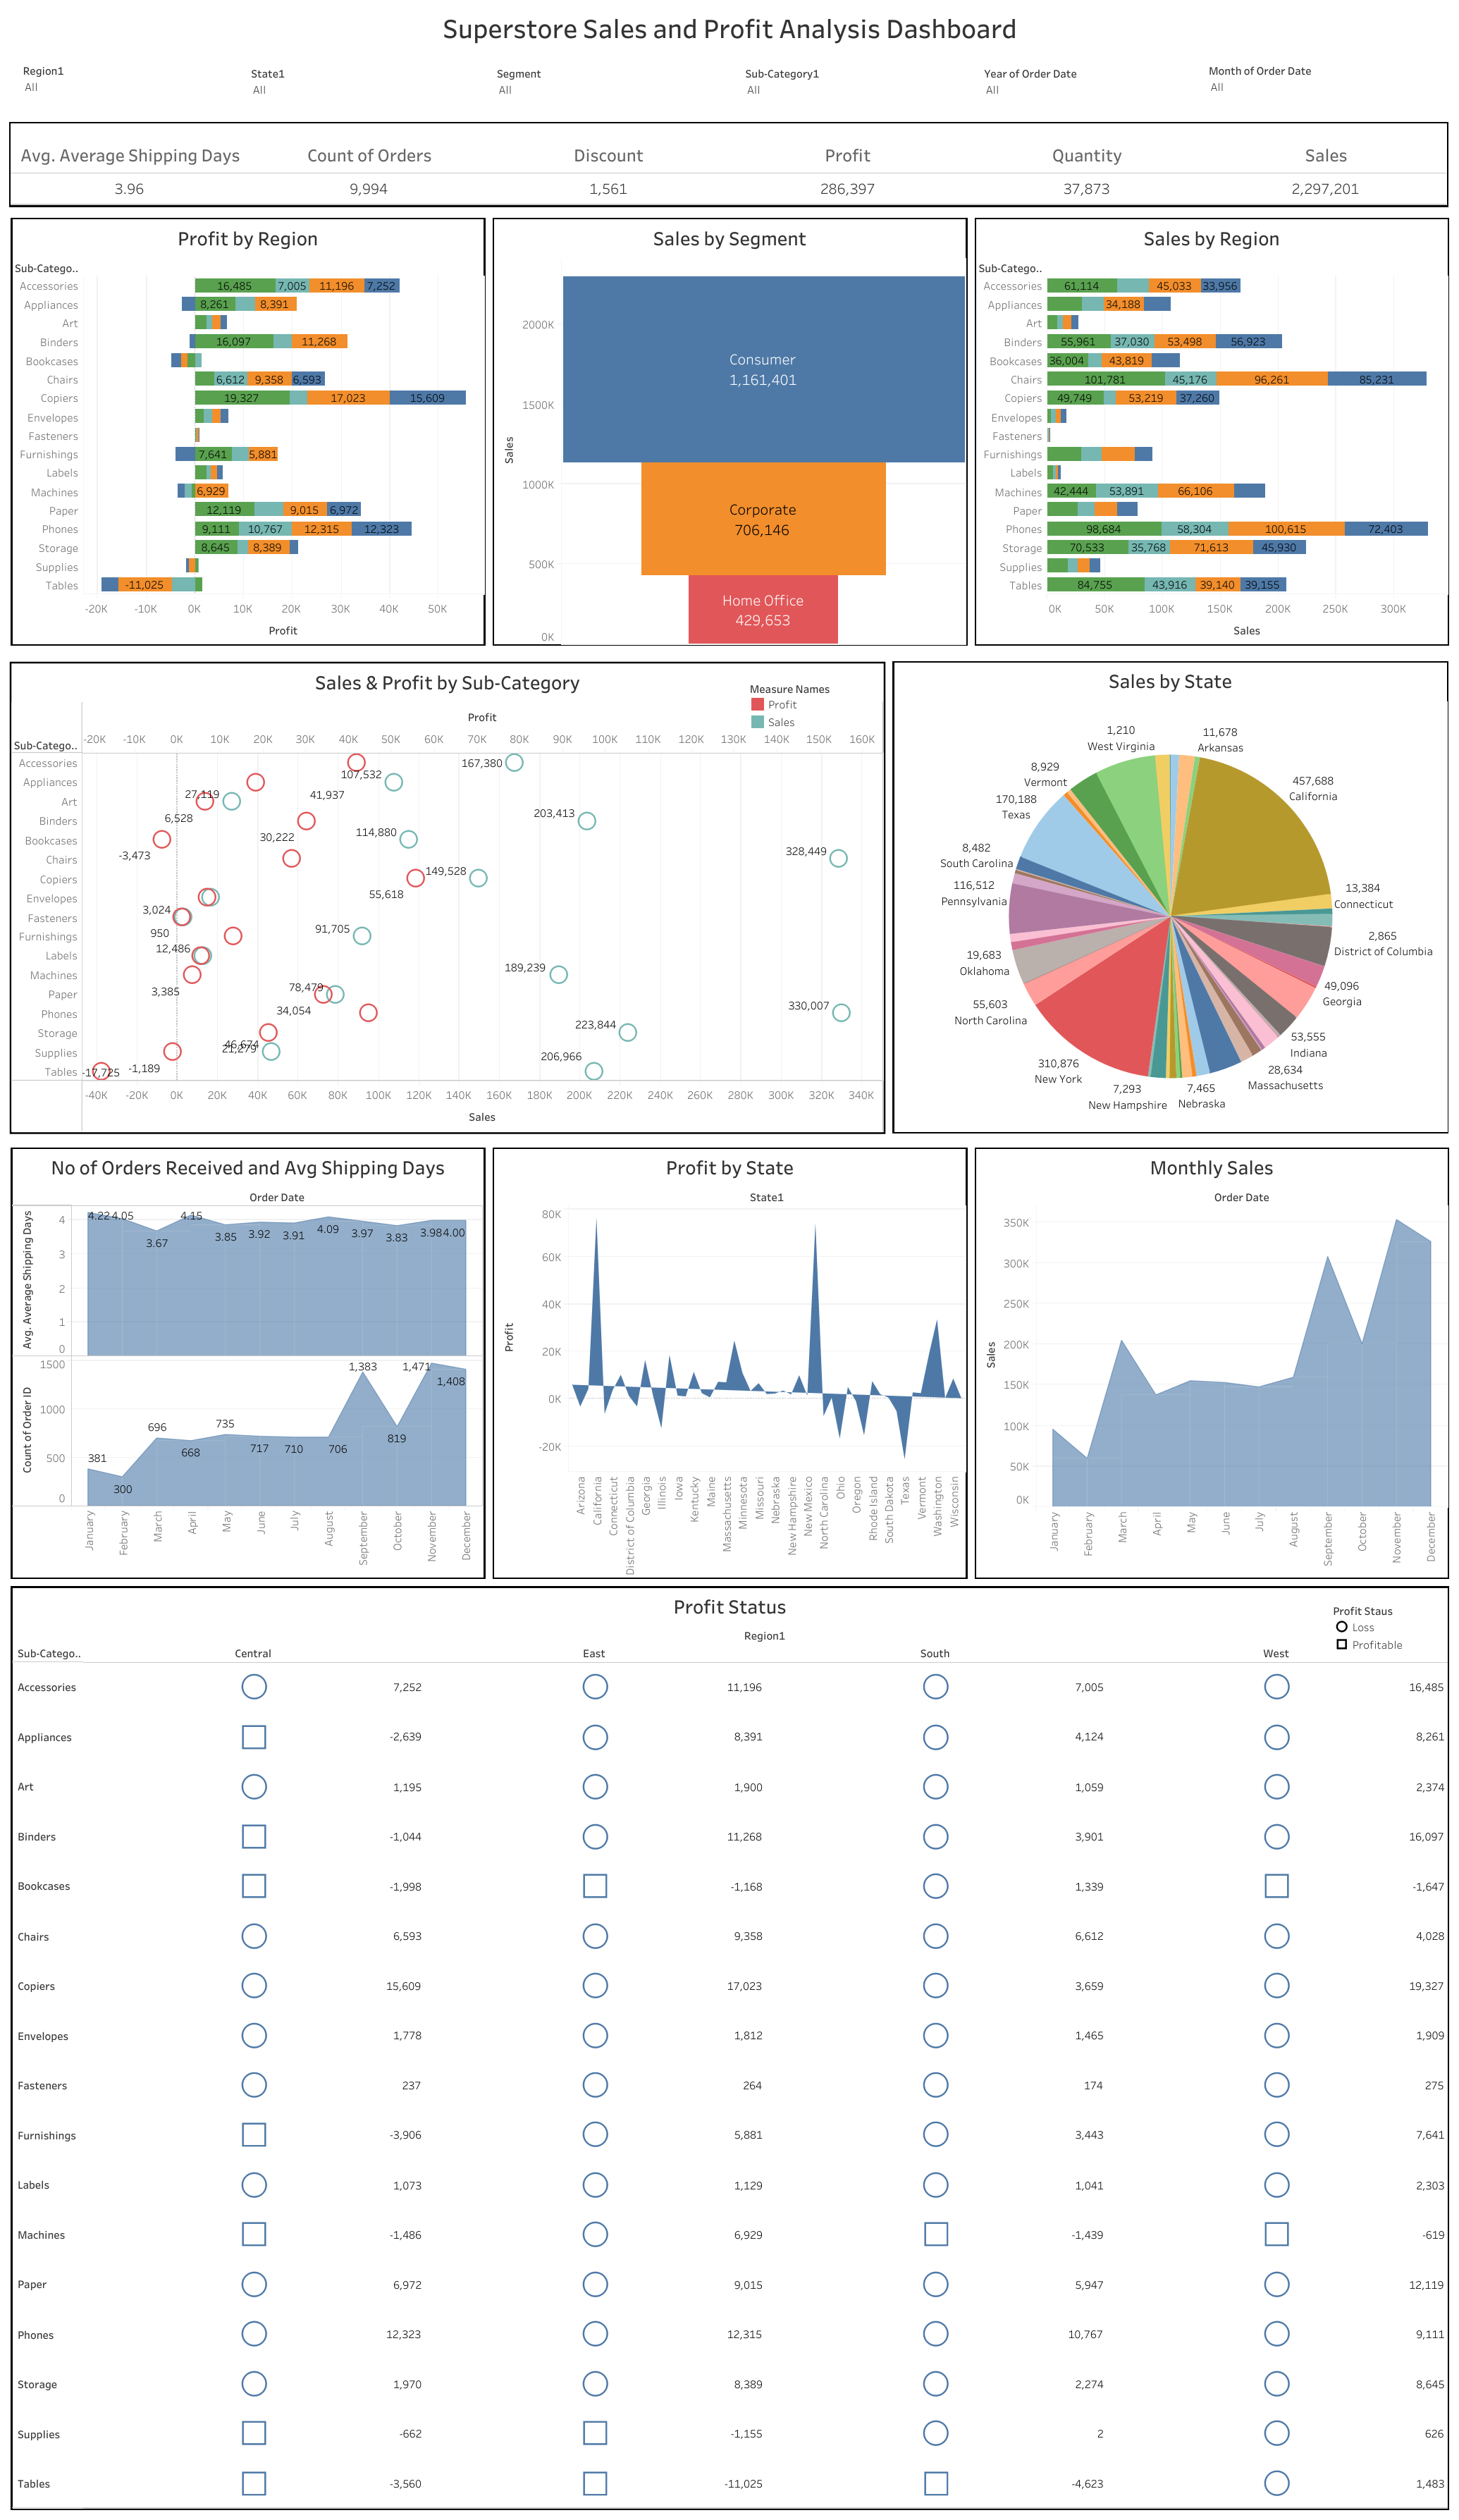 Superstore Sales and Profit Analysis Dashboard
Region1 State1 Segment Sub-Category1 Year of Order Date Month of Order Date
All All All All All All
Avg. Average Shipping Days Count of Orders Discount Profit Quantity Sales
3.96 9,994 1,561 286,397 37,873 2,297,201
Profit by Region
Sub-Catego..
Accessories 16,485 7,005 11,196 7,252
Appliances 8,261 8,391
Art
Binders 16,097 11,268
Bookcases
Chairs 6,612 9,358 6,593
Copiers 19,327 17,023 15,609
Envelopes
Fasteners
Furnishings 7,641 5,881
Labels
Machines 6,929
Paper 12,119 9,015 6,972
Phones 9,111 10,767 12,315 12,323
Storage 8,645 8,389
Supplies
Tables -11,025
-20K -10K 0K 10K 20K 30K 40K 50K
Profit
Sales by Segment
2000K
1500K
1000K
500K
0K
Sales
Consumer
1,161,401
Corporate
706,146
Home Office
429,653
Sales by Region
Sub-Catego..
Accessories 61,114 45,033 33,956
Appliances 34,188
Art
Binders 55,961 37,030 53,498 56,923
Bookcases 36,004 43,819
Chairs 101,781 45,176 96,261 85,231
Copiers 49,749 53,219 37,260
Envelopes
Fasteners
Furnishings
Labels
Machines 42,444 53,891 66,106
Paper
Phones 98,684 58,304 100,615 72,403
Storage 70,533 35,768 71,613 45,930
Supplies
Tables 84,755 43,916 39,140 39,155
0K 50K 100K 150K 200K 250K 300K
Sales
Sales & Profit by Sub-Category
Measure Names
Profit
Sales
Profit
-20K -10K 0K 10K 20K 30K 40K 50K 60K 70K 80K 90K 100K 110K 120K 130K 140K 150K 160K
Sub-Catego..
Accessories 167,380
107,532
Appliances
27,119 41,937
Art
6,528 203,413
Binders
30,222 114,880
Bookcases
-3,473 328,449
Chairs
149,528
Copiers
55,618
Envelopes
3,024
Fasteners
950 91,705
Furnishings
12,486
Labels
189,239
Machines
3,385 78,479
Paper
34,054 330,007
Phones
223,844
Storage
46,674
21,279
Supplies
-1,189 206,966
Tables -17,725
-40K -20K 0K 20K 40K 60K 80K 100K 120K 140K 160K 180K 200K 220K 240K 260K 280K 300K 320K 340K
Sales
Sales by State
1,210
West Virginia
11,678
Arkansas
8,929
Vermont
457,688
California
170,188
Texas
8,482
South Carolina
13,384
Connecticut
116,512
Pennsylvania
2,865
District of Columbia
19,683
Oklahoma
49,096
Georgia
55,603
North Carolina
53,555
Indiana
310,876
New York
28,634
Massachusetts
7,293
New Hampshire
7,465
Nebraska
No of Orders Received and Avg Shipping Days
Order Date
Avg. Average Shipping Days
4
3
2
1
0
4.22 4.05 3.67 4.15 3.85 3.92 3.91 4.09 3.97 3.83 3.98 4.00
Count of Order ID
1500
1000
500
0
381 300 696 668 735 717 710 706 1,383 819 1,471 1,408
January February March April May June July August September October November December
Profit by State
State1
Profit
80K
60K
40K
20K
0K
-20K
Arizona California Connecticut District of Columbia Georgia Illinois Iowa Kentucky Maine Massachusetts Minnesota Missouri Nebraska New Hampshire New Mexico North Carolina Ohio Oregon Rhode Island South Dakota Texas Vermont Washington Wisconsin
Monthly Sales
Order Date
Sales
350K
300K
250K
200K
150K
100K
50K
0K
January February March April May June July August September October November December
Profit Status
Profit Staus
Loss
Profitable
Region1
Sub-Catego.. Central East South West
Accessories 7,252 11,196 7,005 16,485
Appliances -2,639 8,391 4,124 8,261
Art 1,195 1,900 1,059 2,374
Binders -1,044 11,268 3,901 16,097
Bookcases -1,998 -1,168 1,339 -1,647
Chairs 6,593 9,358 6,612 4,028
Copiers 15,609 17,023 3,659 19,327
Envelopes 1,778 1,812 1,465 1,909
Fasteners 237 264 174 275
Furnishings -3,906 5,881 3,443 7,641
Labels 1,073 1,129 1,041 2,303
Machines -1,486 6,929 -1,439 -619
Paper 6,972 9,015 5,947 12,119
Phones 12,323 12,315 10,767 9,111
Storage 1,970 8,389 2,274 8,645
Supplies -662 -1,155 2 626
Tables -3,560 -11,025 -4,623 1,483